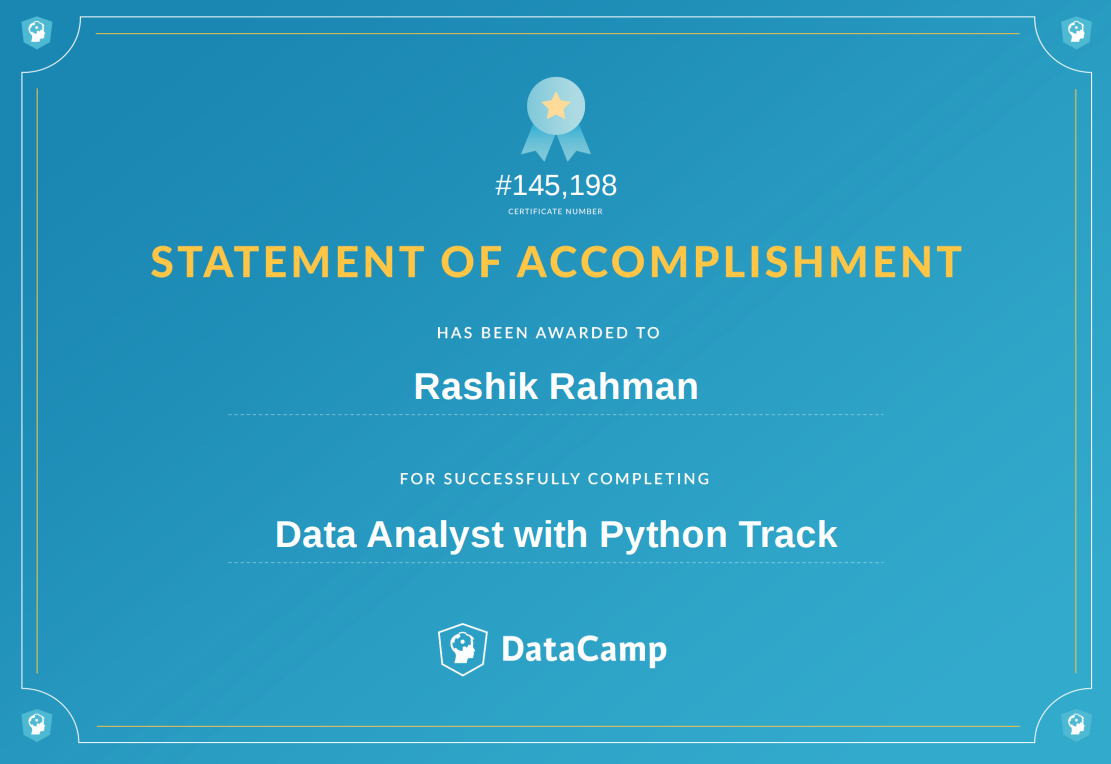 #145,198
CERTIFICATE NUMBER
STATEMENT OF ACCOMPLISHMENT
HAS BEEN AWARDED TO
Rashik Rahman
FOR SUCCESSFULLY COMPLETING
Data Analyst with Python Track
DataCamp